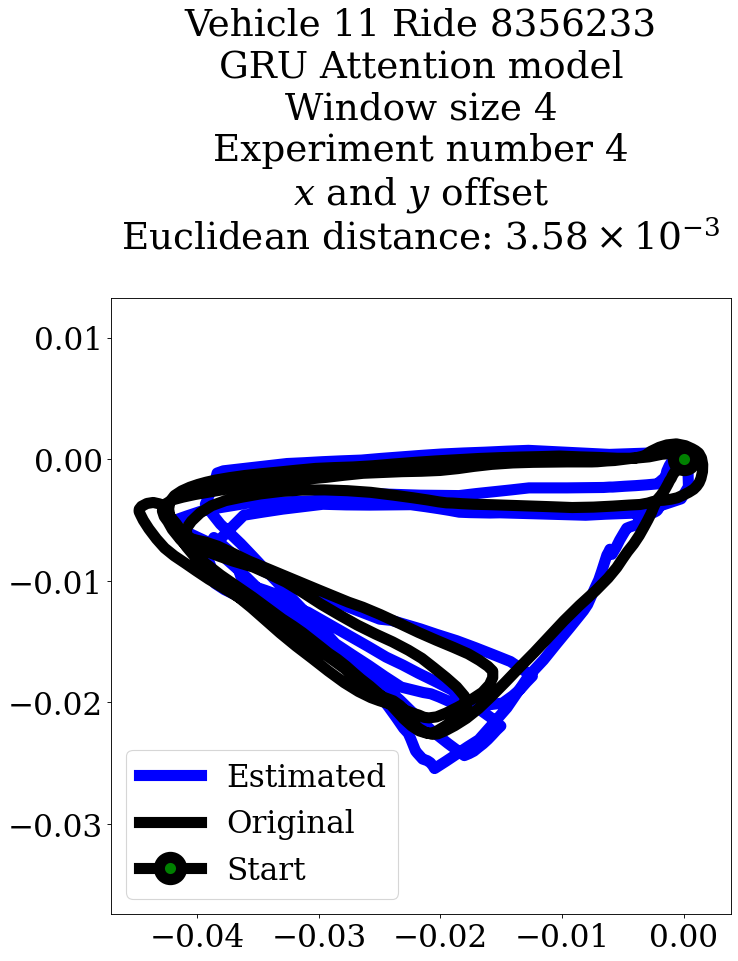 Vehicle 11 Ride 8356233
GRU Attention model
Window size 4
Experiment number 4
x and y offset
Euclidean distance: 3.58 × 10⁻³
0.01
0.00
−0.01
−0.02
−0.03
Estimated
Original
Start
−0.04 −0.03 −0.02 −0.01 0.00